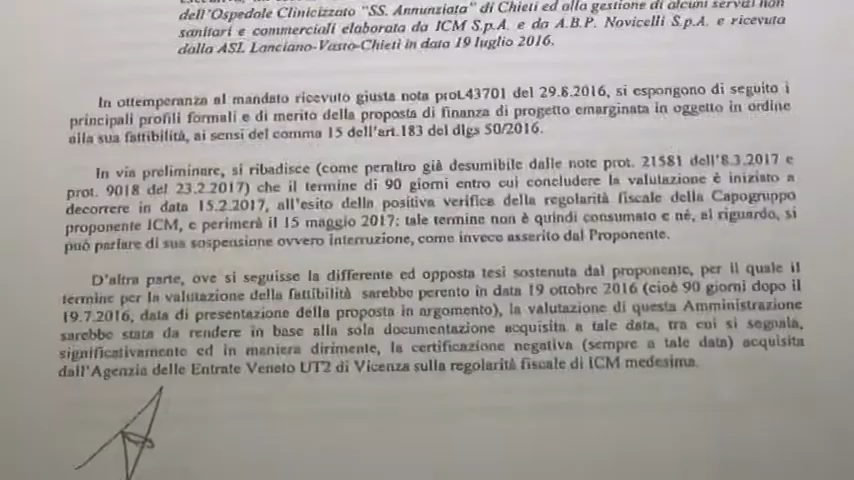 dell'Ospedale Clinicizzato "SS. Annunziata" di Chieti ed alla gestione di alcuni servizi non
sanitari e commerciali elaborata da ICM S.p.A. e da A.B.P. Novicelli S.p.A. e ricevuta
dalla ASL Lanciano-Vasto-Chieti in data 19 luglio 2016.
In ottemperanza al mandato ricevuto giusta nota prot.43701 del 29.8.2016, si espongono di seguito i
principali profili formali e di merito della proposta di finanza di progetto emarginata in oggetto in ordine
alla sua fattibilità, ai sensi del comma 15 dell'art.183 del dlgs 50/2016.
In via preliminare, si ribadisce (come peraltro già desumibile dalle note prot. 21581 dell'8.3.2017 e
prot. 9018 del 23.2.2017) che il termine di 90 giorni entro cui concludere la valutazione è iniziato a
decorrere in data 15.2.2017, all'esito della positiva verifica della regolarità fiscale della Capogruppo
proponente ICM, e perimerà il 15 maggio 2017; tale termine non è quindi consumato e nè, al riguardo, si
può parlare di sua sospensione ovvero interruzione, come invece asserito dal Proponente.
D'altra parte, ove si seguisse la differente ed opposta tesi sostenuta dal proponente, per il quale il
termine per la valutazione della fattibilità sarebbe perento in data 19 ottobre 2016 (cioè 90 giorni dopo il
19.7.2016, data di presentazione della proposta in argomento), la valutazione di questa Amministrazione
sarebbe stata da rendere in base alla sola documentazione acquisita a tale data, tra cui si segnala,
significativamente ed in maniera dirimente, la certificazione negativa (sempre a tale data) acquisita
dall'Agenzia delle Entrate Veneto UT2 di Vicenza sulla regolarità fiscale di ICM medesima.